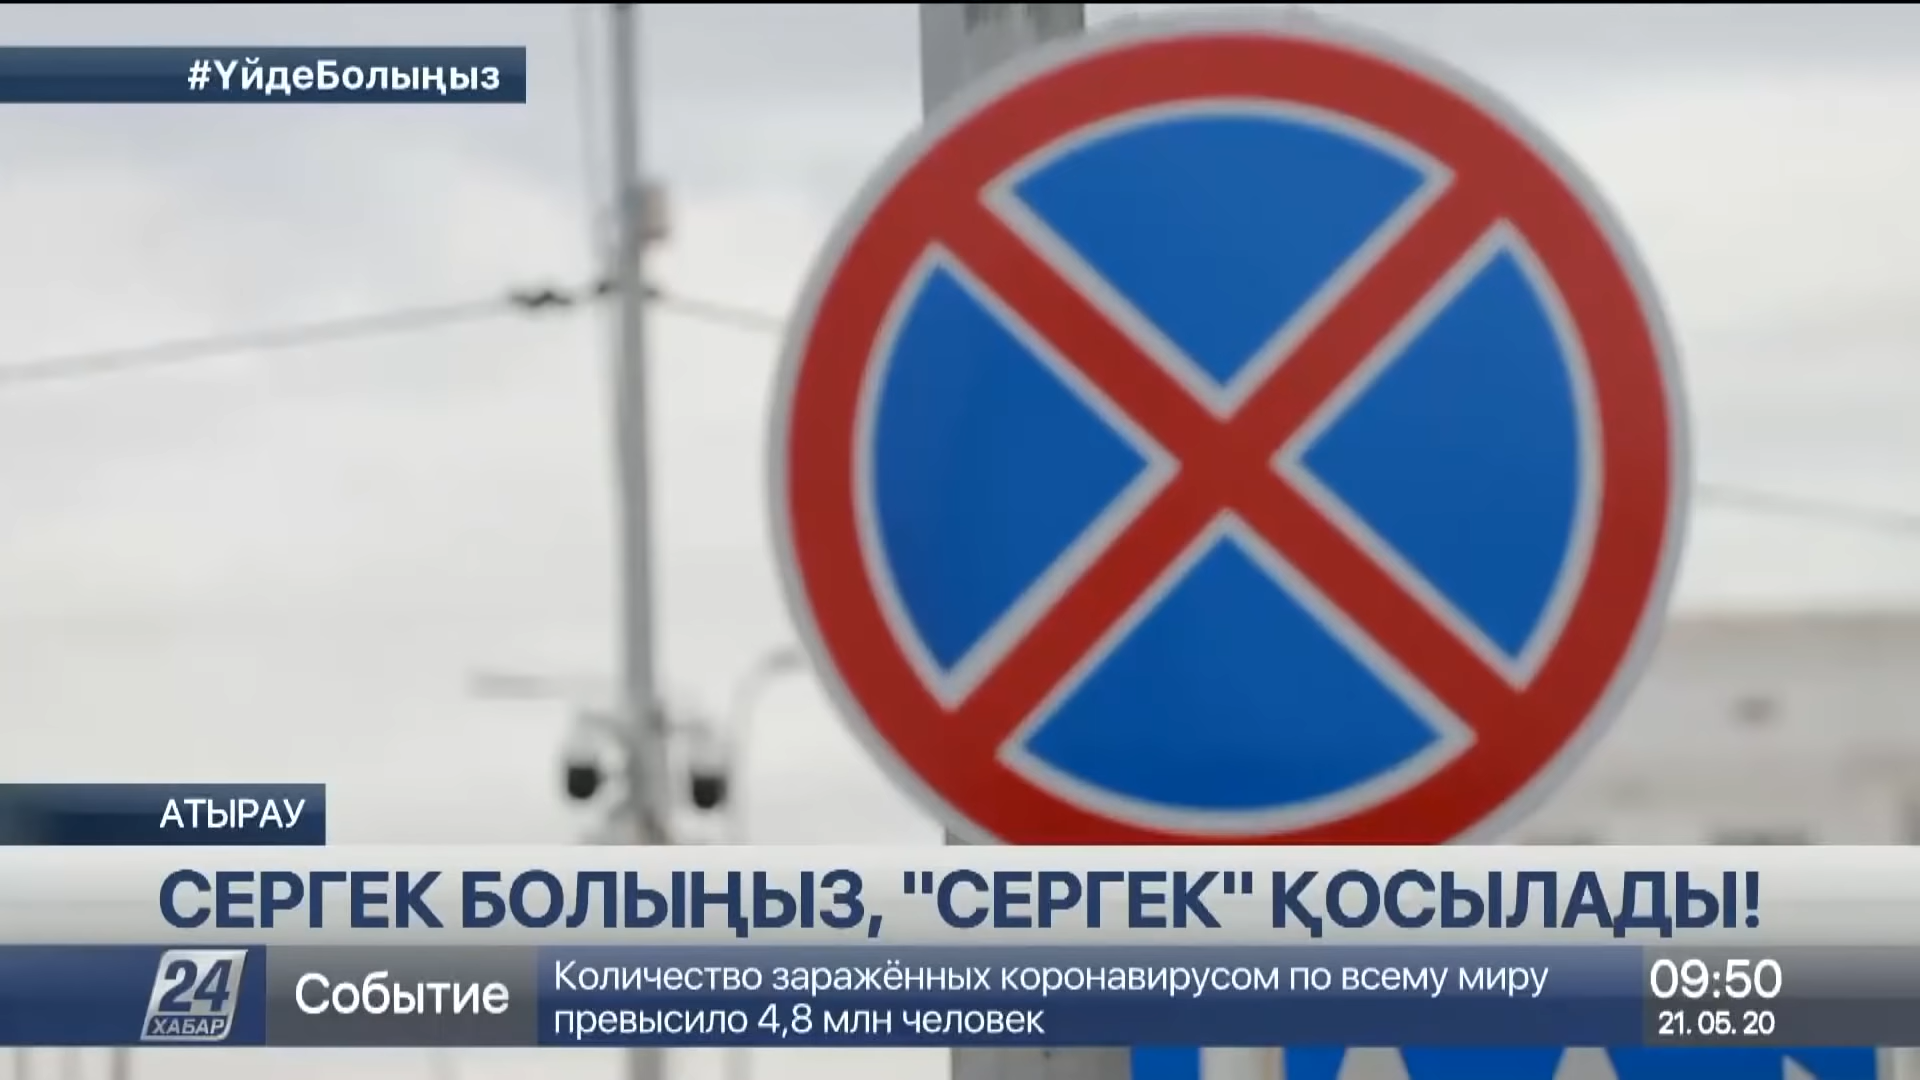 #ҮйдеБолыңыз
АТЫРАУ
СЕРГЕК БОЛЫҢЫЗ, "СЕРГЕК" ҚОСЫЛАДЫ!
24
ХАБАР
Событие
Количество заражённых коронавирусом по всему миру
превысило 4,8 млн человек
09:50
21. 05. 20